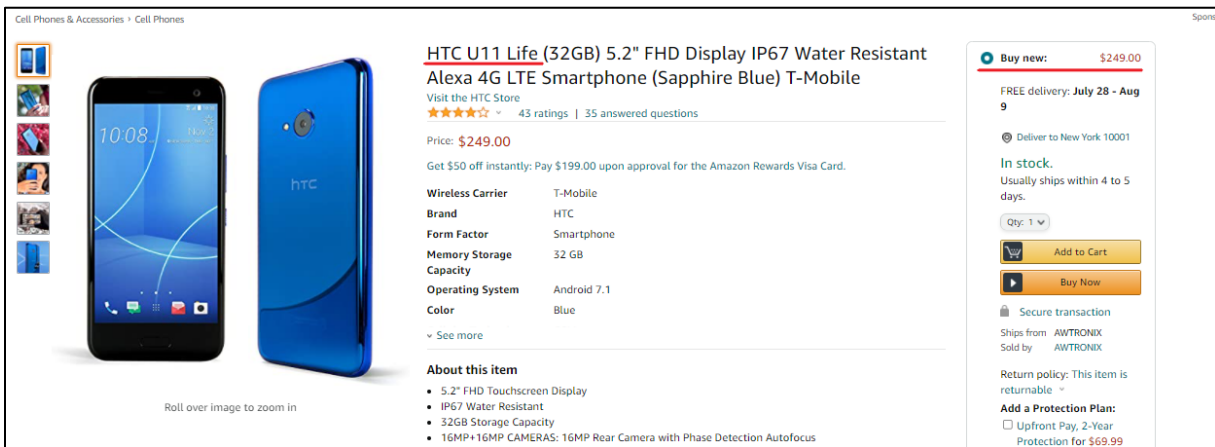 Cell Phones & Accessories › Cell Phones
Spons
HTC U11 Life (32GB) 5.2" FHD Display IP67 Water Resistant
Alexa 4G LTE Smartphone (Sapphire Blue) T-Mobile
Visit the HTC Store
43 ratings | 35 answered questions
Price: $249.00
Get $50 off instantly: Pay $199.00 upon approval for the Amazon Rewards Visa Card.
Wireless Carrier T-Mobile
Brand HTC
Form Factor Smartphone
Memory Storage Capacity 32 GB
Operating System Android 7.1
Color Blue
See more
About this item
• 5.2" FHD Touchscreen Display
• IP67 Water Resistant
• 32GB Storage Capacity
• 16MP+16MP CAMERAS: 16MP Rear Camera with Phase Detection Autofocus
10:08
htc
Roll over image to zoom in
Buy new: $249.00
FREE delivery: July 28 - Aug
9
Deliver to New York 10001
In stock.
Usually ships within 4 to 5
days.
Qty: 1
Add to Cart
Buy Now
Secure transaction
Ships from AWTRONIX
Sold by AWTRONIX
Return policy: This item is
returnable
Add a Protection Plan:
Upfront Pay, 2-Year
Protection for $69.99